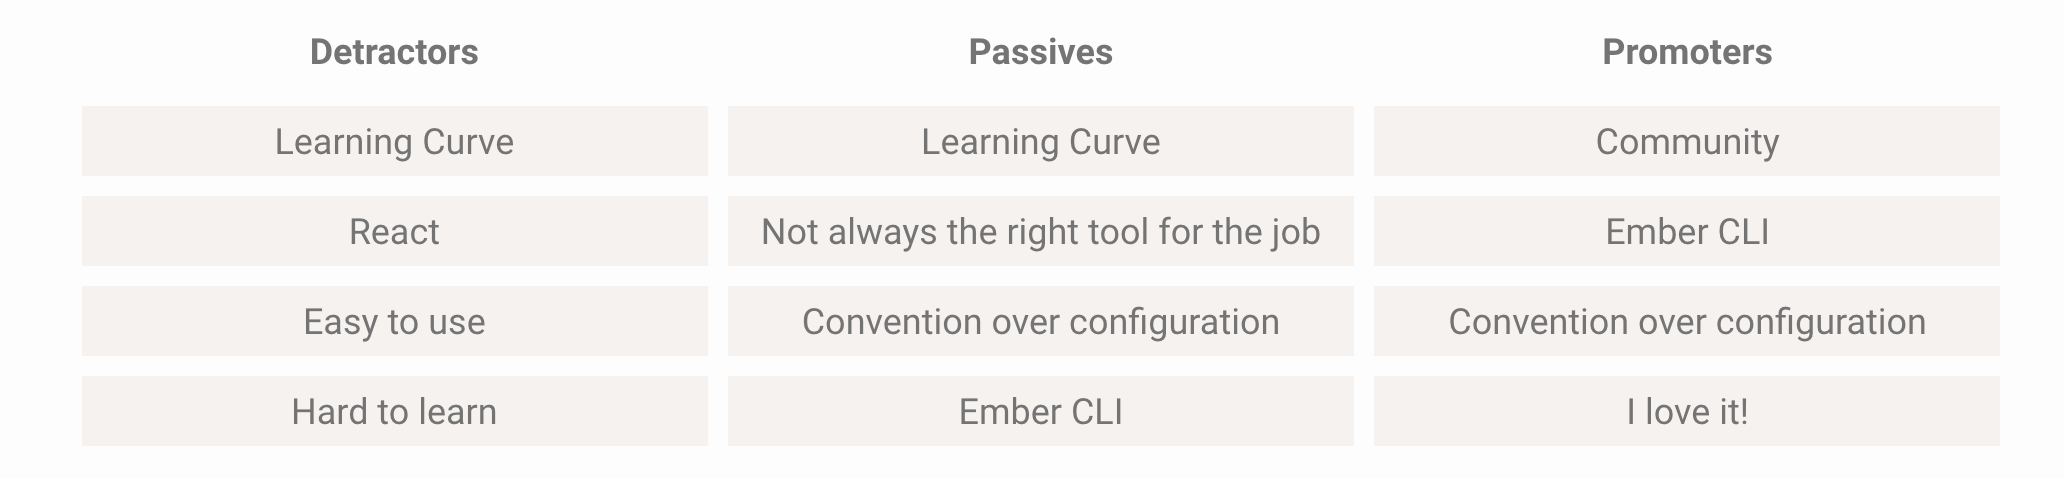 Detractors Passives Promoters
Learning Curve Learning Curve Community
React Not always the right tool for the job Ember CLI
Easy to use Convention over configuration Convention over configuration
Hard to learn Ember CLI I love it!